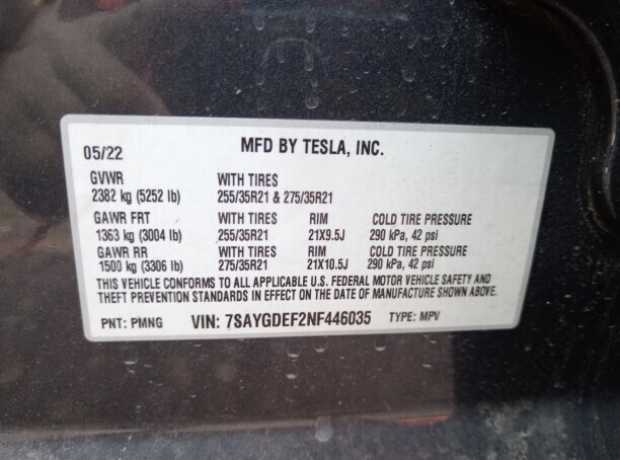 05/22 MFD BY TESLA, INC.
GVWR WITH TIRES
2382 kg (5252 lb) 255/35R21 & 275/35R21
GAWR FRT WITH TIRES RIM COLD TIRE PRESSURE
1363 kg (3004 lb) 255/35R21 21X9.5J 290 kPa, 42 psi
GAWR RR WITH TIRES RIM COLD TIRE PRESSURE
1500 kg (3306 lb) 275/35R21 21X10.5J 290 kPa, 42 psi
THIS VEHICLE CONFORMS TO ALL APPLICABLE U.S. FEDERAL MOTOR VEHICLE SAFETY AND
THEFT PREVENTION STANDARDS IN EFFECT ON THE DATE OF MANUFACTURE SHOWN ABOVE.
PNT: PMNG VIN: 7SAYGDEF2NF446035 TYPE: MPV